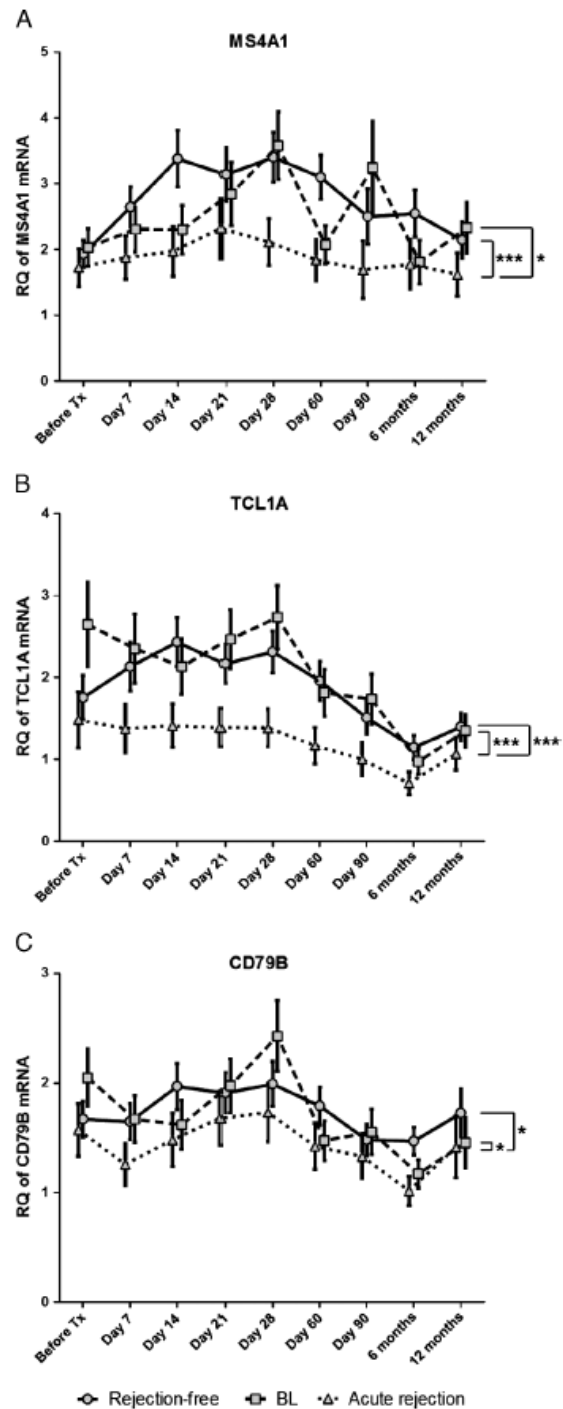 A
MS4A1
RQ of MS4A1 mRNA
5
4
3
2
1
0
*** *
Before Tx Day 7 Day 14 Day 21 Day 28 Day 60 Day 90 6 months 12 months
B
TCL1A
RQ of TCL1A mRNA
4
3
2
1
0
*** ***
Before Tx Day 7 Day 14 Day 21 Day 28 Day 60 Day 90 6 months 12 months
C
CD79B
RQ of CD79B mRNA
3
2
1
0
*
*
Before Tx Day 7 Day 14 Day 21 Day 28 Day 60 Day 90 6 months 12 months
Rejection-free BL Acute rejection